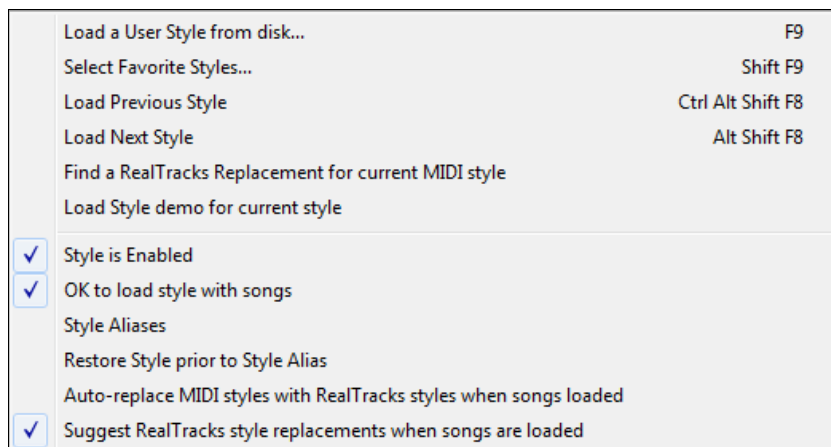 Load a User Style from disk... F9
Select Favorite Styles... Shift F9
Load Previous Style Ctrl Alt Shift F8
Load Next Style Alt Shift F8
Find a RealTracks Replacement for current MIDI style
Load Style demo for current style
Style is Enabled
OK to load style with songs
Style Aliases
Restore Style prior to Style Alias
Auto-replace MIDI styles with RealTracks styles when songs loaded
Suggest RealTracks style replacements when songs are loaded